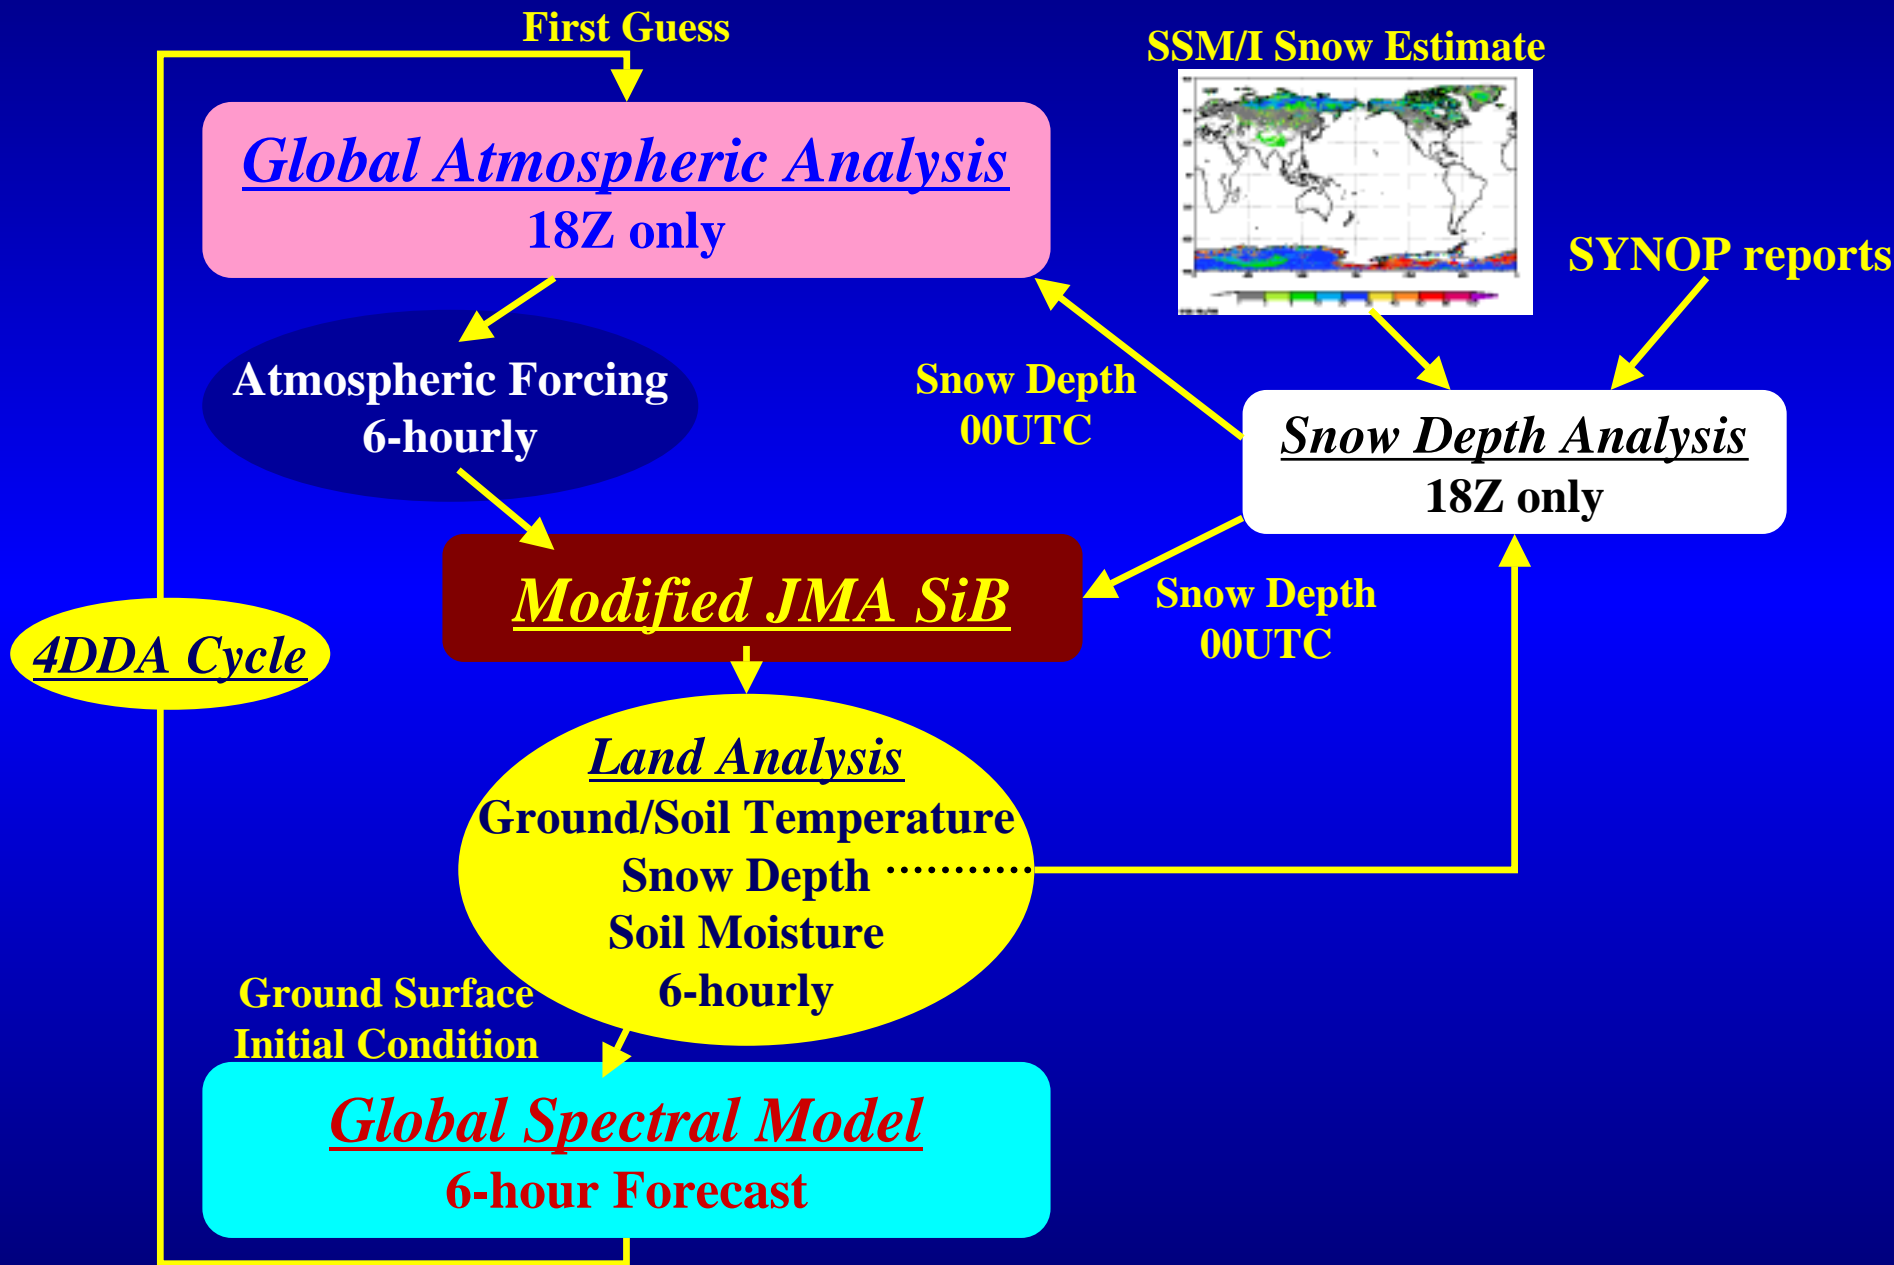 First Guess
SSM/I Snow Estimate
Global Atmospheric Analysis
18Z only
SYNOP reports
Atmospheric Forcing
6-hourly
Snow Depth
00UTC
Snow Depth Analysis
18Z only
Modified JMA SiB
Snow Depth
00UTC
4DDA Cycle
Land Analysis
Ground/Soil Temperature
Snow Depth ...........
Soil Moisture
6-hourly
Ground Surface
Initial Condition
Global Spectral Model
6-hour Forecast